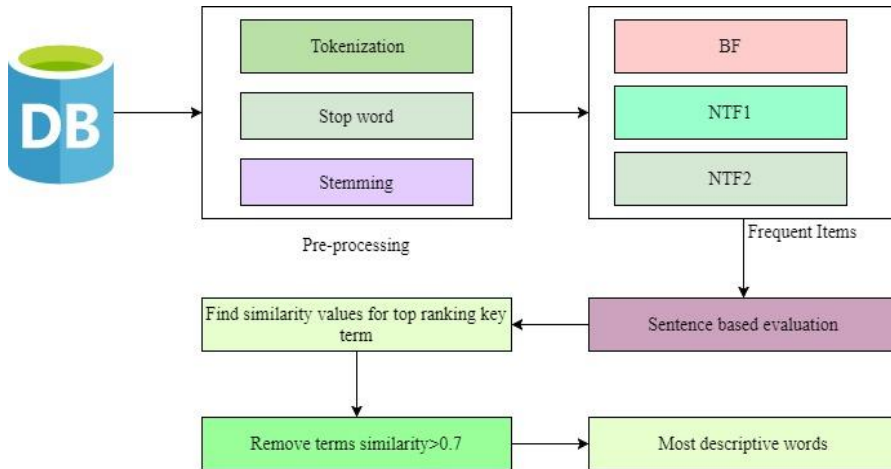 DB
Tokenization
Stop word
Stemming
Pre-processing
BF
NTF1
NTF2
Frequent Items
Sentence based evaluation
Find similarity values for top ranking key
term
Remove terms similarity>0.7
Most descriptive words